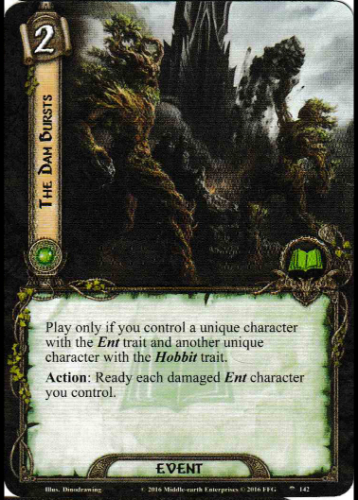 2
THE DAM BURSTS
Play only if you control a unique character
with the Ent trait and another unique
character with the Hobbit trait.
Action: Ready each damaged Ent character
you control.
EVENT
Illus. Dinodrawing © 2016 Middle-earth Enterprises © 2016 FFG 142